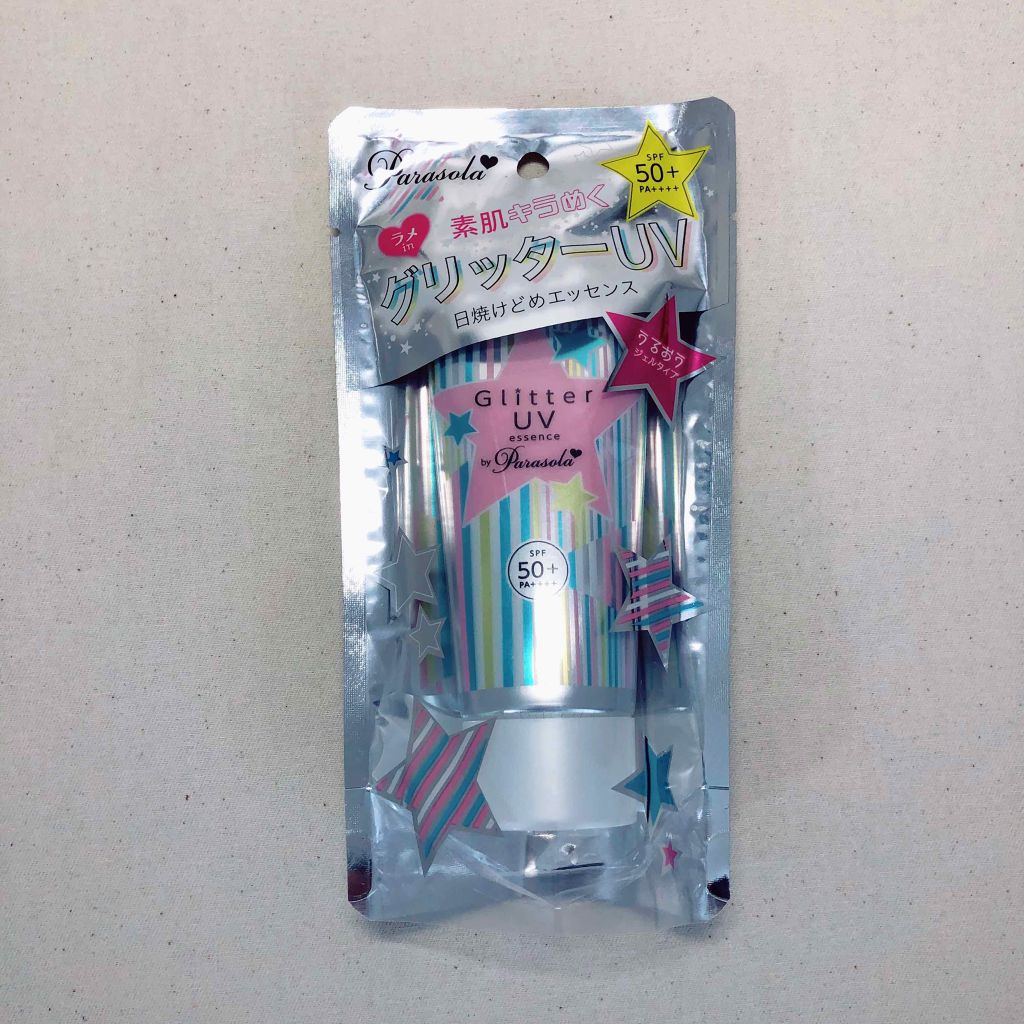 Parasola
SPF
50+
PA++++
素肌キラめく
ラメ
in
グリッターUV
日焼けどめエッセンス
うるおう
ジェルタイプ
Glitter
UV
essence
by Parasola
SPF
50+
PA++++